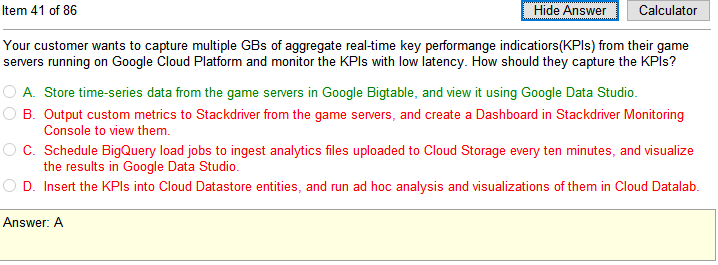 Item 41 of 86
Hide Answer
Calculator
Your customer wants to capture multiple GBs of aggregate real-time key performange indicatiors(KPIs) from their game
servers running on Google Cloud Platform and monitor the KPIs with low latency. How should they capture the KPIs?
A. Store time-series data from the game servers in Google Bigtable, and view it using Google Data Studio.
B. Output custom metrics to Stackdriver from the game servers, and create a Dashboard in Stackdriver Monitoring
Console to view them.
C. Schedule BigQuery load jobs to ingest analytics files uploaded to Cloud Storage every ten minutes, and visualize
the results in Google Data Studio.
D. Insert the KPIs into Cloud Datastore entities, and run ad hoc analysis and visualizations of them in Cloud Datalab.
Answer: A